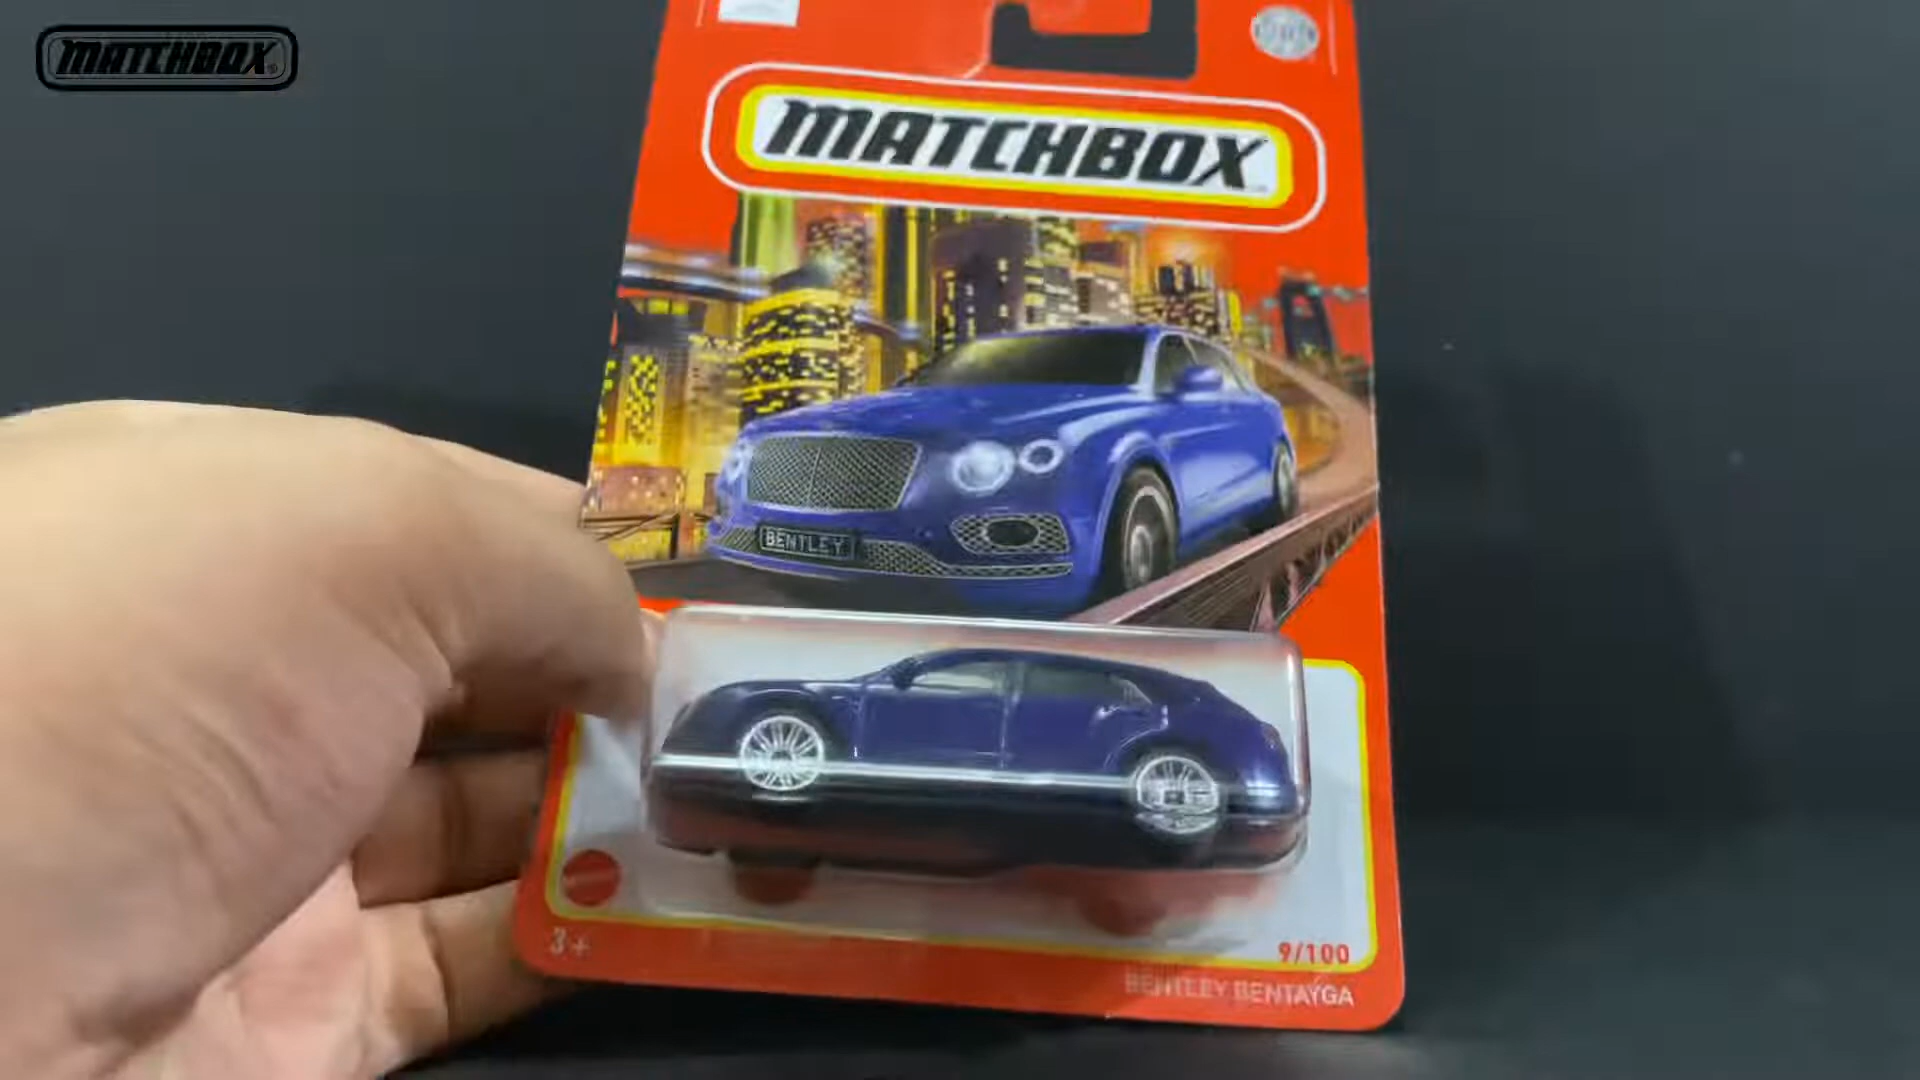 MATCHBOX
MATCHBOX
BENTLEY
3+
9/100
BENTLEY BENTAYGA